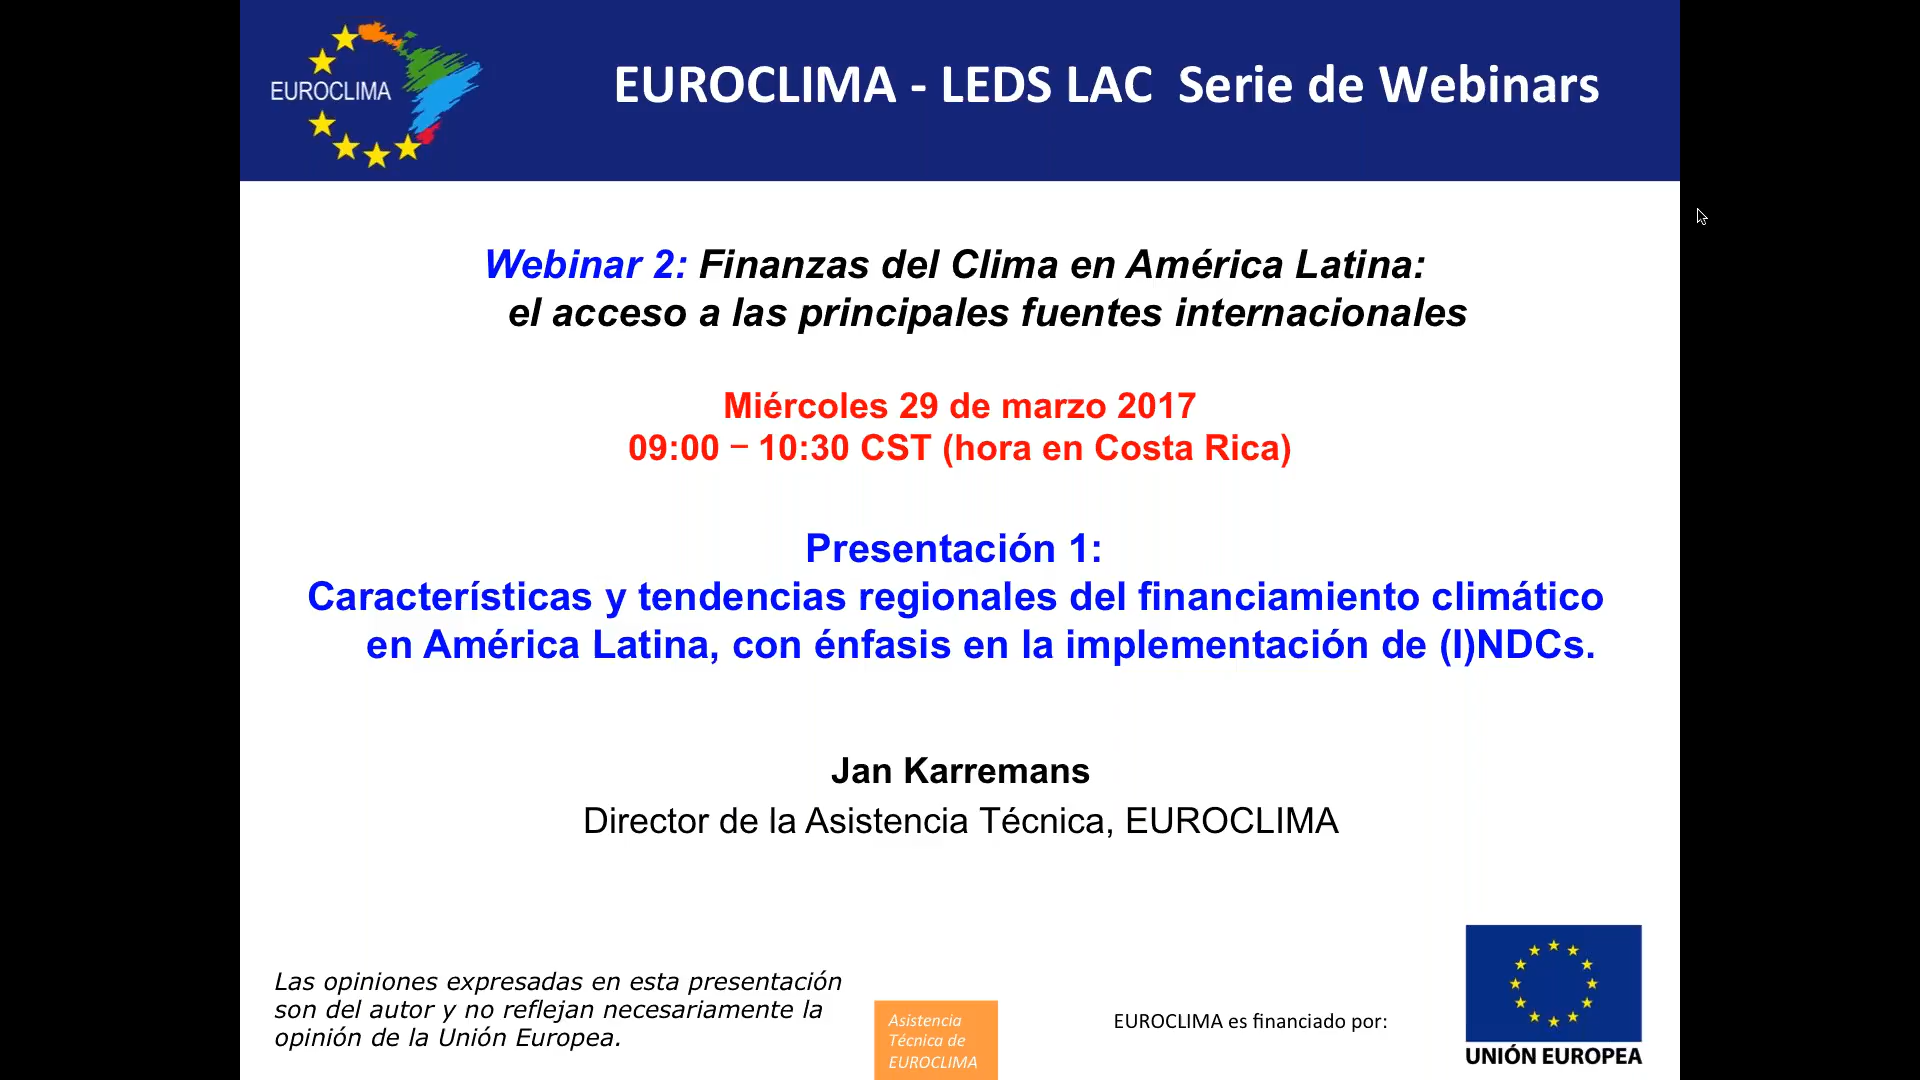 EUROCLIMA
EUROCLIMA - LEDS LAC  Serie de Webinars
Webinar 2: Finanzas del Clima en América Latina:
el acceso a las principales fuentes internacionales
Miércoles 29 de marzo 2017
09:00 – 10:30 CST (hora en Costa Rica)
Presentación 1:
Características y tendencias regionales del financiamiento climático
en América Latina, con énfasis en la implementación de (I)NDCs.
Jan Karremans
Director de la Asistencia Técnica, EUROCLIMA
Las opiniones expresadas en esta presentación
son del autor y no reflejan necesariamente la
opinión de la Unión Europea.
Asistencia
Técnica de
EUROCLIMA
EUROCLIMA es financiado por:
UNIÓN EUROPEA